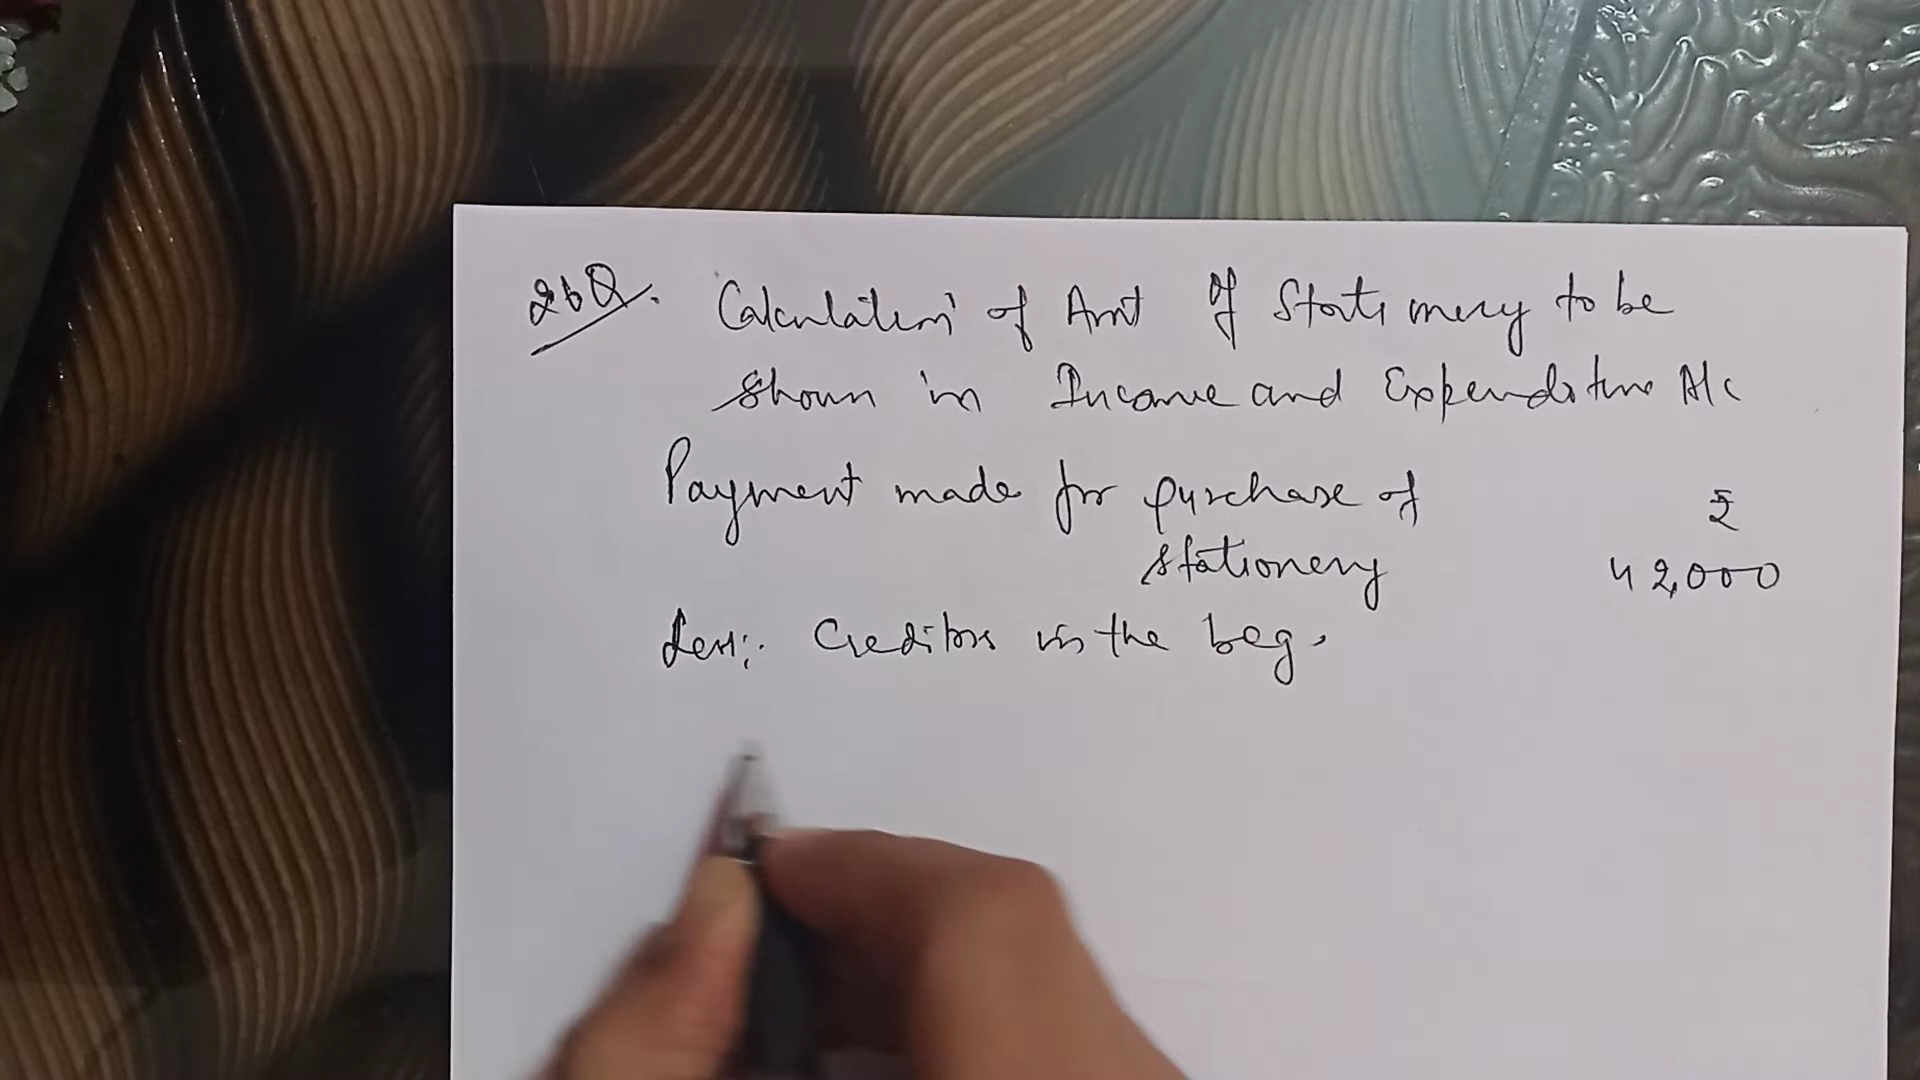 26Q. Calculation of Amt of Stationery to be
shown in Income and Expenditure A/c
Payment made for purchase of
₹
stationery 42,000
Less:- Creditors in the beg.